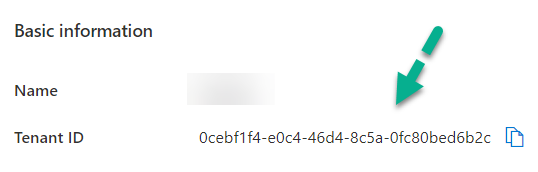 Basic information
Name
Tenant ID 0cebf1f4-e0c4-46d4-8c5a-0fc80bed6b2c